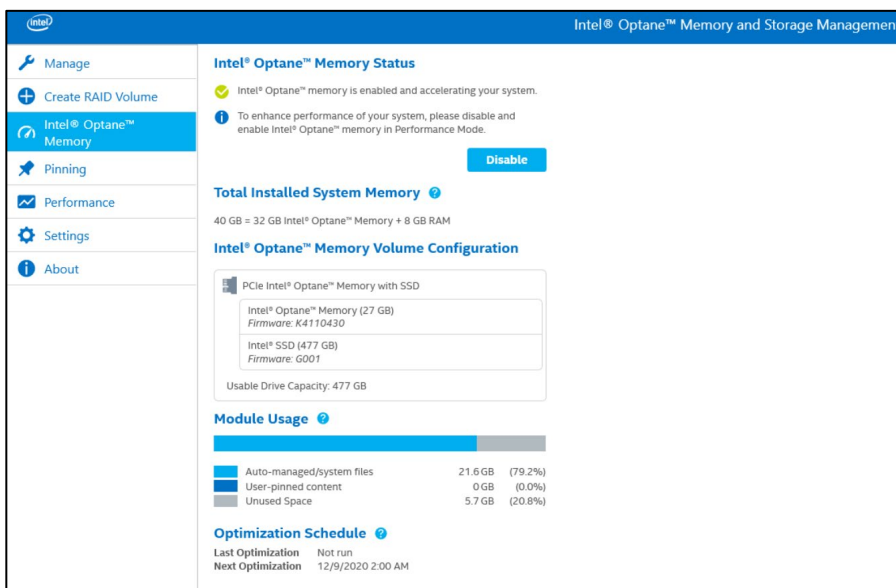 intel
Intel® Optane™ Memory and Storage Managemen
Manage
Create RAID Volume
Intel® Optane™
Memory
Pinning
Performance
Settings
About
Intel® Optane™ Memory Status
Intel® Optane™ memory is enabled and accelerating your system.
To enhance performance of your system, please disable and
enable Intel® Optane™ memory in Performance Mode.
Disable
Total Installed System Memory ?
40 GB = 32 GB Intel® Optane™ Memory + 8 GB RAM
Intel® Optane™ Memory Volume Configuration
PCIe Intel® Optane™ Memory with SSD
Intel® Optane™ Memory (27 GB)
Firmware: K4110430
Intel® SSD (477 GB)
Firmware: G001
Usable Drive Capacity: 477 GB
Module Usage ?
Auto-managed/system files 21.6 GB (79.2%)
User-pinned content 0 GB (0.0%)
Unused Space 5.7 GB (20.8%)
Optimization Schedule ?
Last Optimization Not run
Next Optimization 12/9/2020 2:00 AM